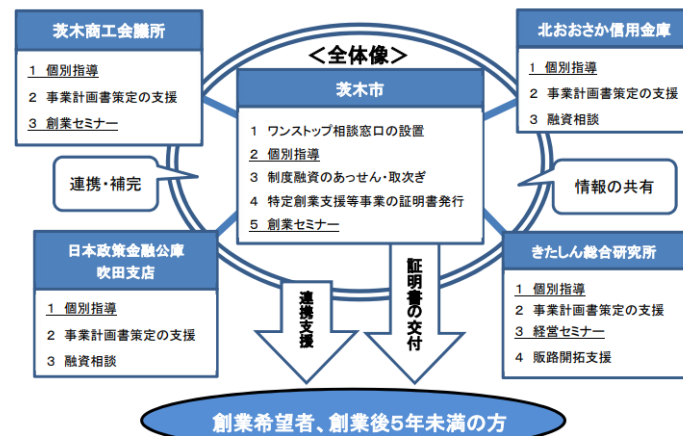 茨木商工会議所
1 個別指導
2 事業計画書策定の支援
3 創業セミナー
＜全体像＞
茨木市
1 ワンストップ相談窓口の設置
2 個別指導
3 制度融資のあっせん・取次ぎ
4 特定創業支援等事業の証明書発行
5 創業セミナー
北おおさか信用金庫
1 個別指導
2 事業計画書策定の支援
3 融資相談
連携・補完
情報の共有
日本政策金融公庫
吹田支店
1 個別指導
2 事業計画書策定の支援
3 融資相談
連携支援
証明書の交付
きたしん総合研究所
1 個別指導
2 事業計画書策定の支援
3 経営セミナー
4 販路開拓支援
創業希望者、創業後5年未満の方